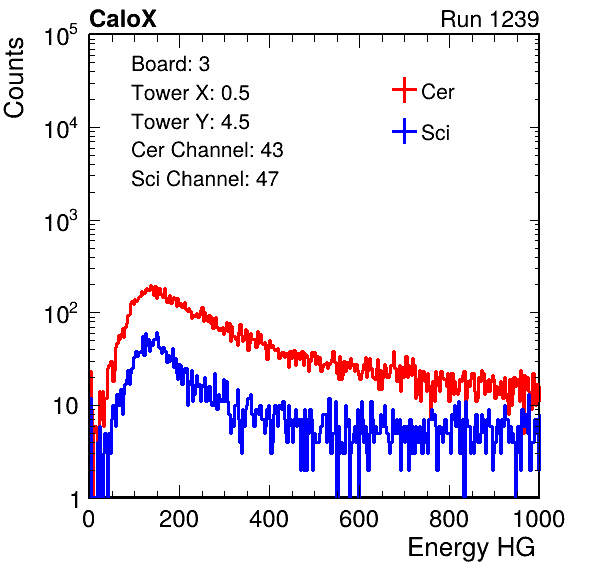 CaloX Run 1239
Counts
Board: 3
Tower X: 0.5
Tower Y: 4.5
Cer Channel: 43
Sci Channel: 47
Cer
Sci
10^5
10^4
10^3
10^2
10
1
0 200 400 600 800 1000
Energy HG